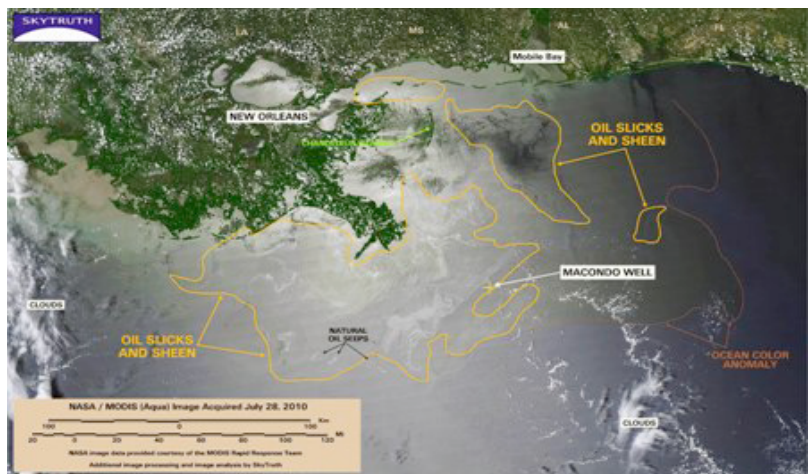 SKYTRUTH
LA
MS
AL
FL
Mobile Bay
NEW ORLEANS
OIL SLICKS
AND SHEEN
MACONDO WELL
CLOUDS
OIL SLICKS
AND SHEEN
NATURAL
OIL SEEPS
OCEAN COLOR
ANOMALY
CLOUDS
NASA / MODIS (Aqua) Image Acquired July 28, 2010
100 0 100 Km
20 0 20 40 60 80 100 120 Mi
NASA image data provided courtesy of the MODIS Rapid Response Team
Additional image processing and image analysis by SkyTruth